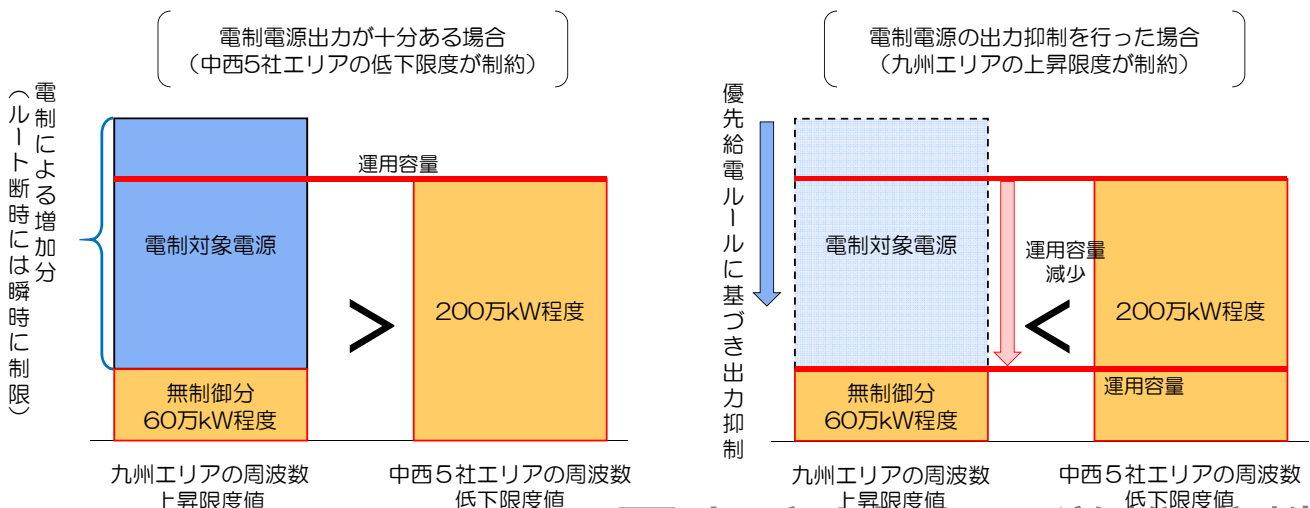 電制電源出力が十分ある場合
（中西5社エリアの低下限度が制約）
電制による増加分
（ルート断時には瞬時に制限）
運用容量
電制対象電源
>
200万kW程度
無制御分
60万kW程度
九州エリアの周波数
上昇限度値
中西５社エリアの周波数
低下限度値
電制電源の出力抑制を行った場合
（九州エリアの上昇限度が制約）
優先給電ルールに基づき出力抑制
電制対象電源
運用容量
減少
<
200万kW程度
運用容量
無制御分
60万kW程度
九州エリアの周波数
上昇限度値
中西５社エリアの周波数
低下限度値